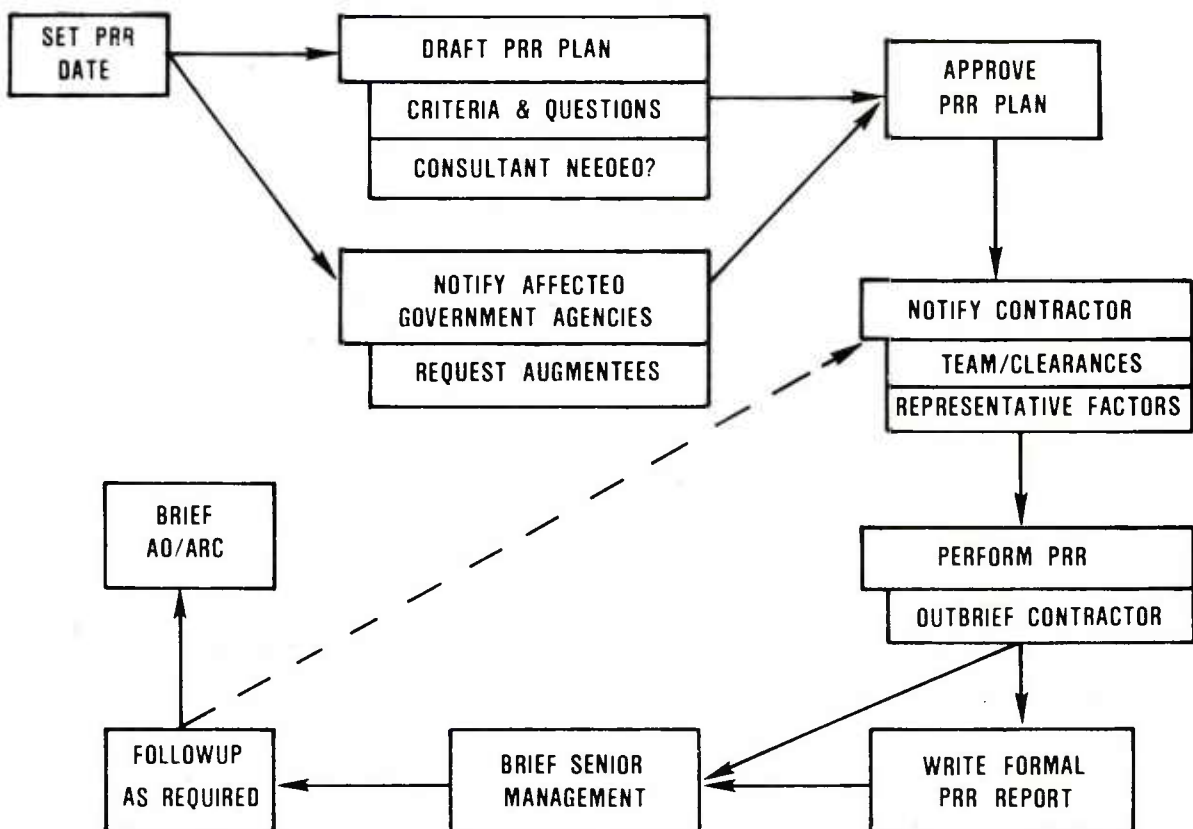 SET PRR
DATE
DRAFT PRR PLAN
CRITERIA & QUESTIONS
CONSULTANT NEEOEO?
APPROVE
PRR PLAN
NOTIFY AFFECTED
GOVERNMENT AGENCIES
REQUEST AUGMENTEES
NOTIFY CONTRACTOR
TEAM/CLEARANCES
REPRESENTATIVE FACTORS
BRIEF
AO/ARC
PERFORM PRR
OUTBRIEF CONTRACTOR
FOLLOWUP
AS REQUIRED
BRIEF SENIOR
MANAGEMENT
WRITE FORMAL
PRR REPORT